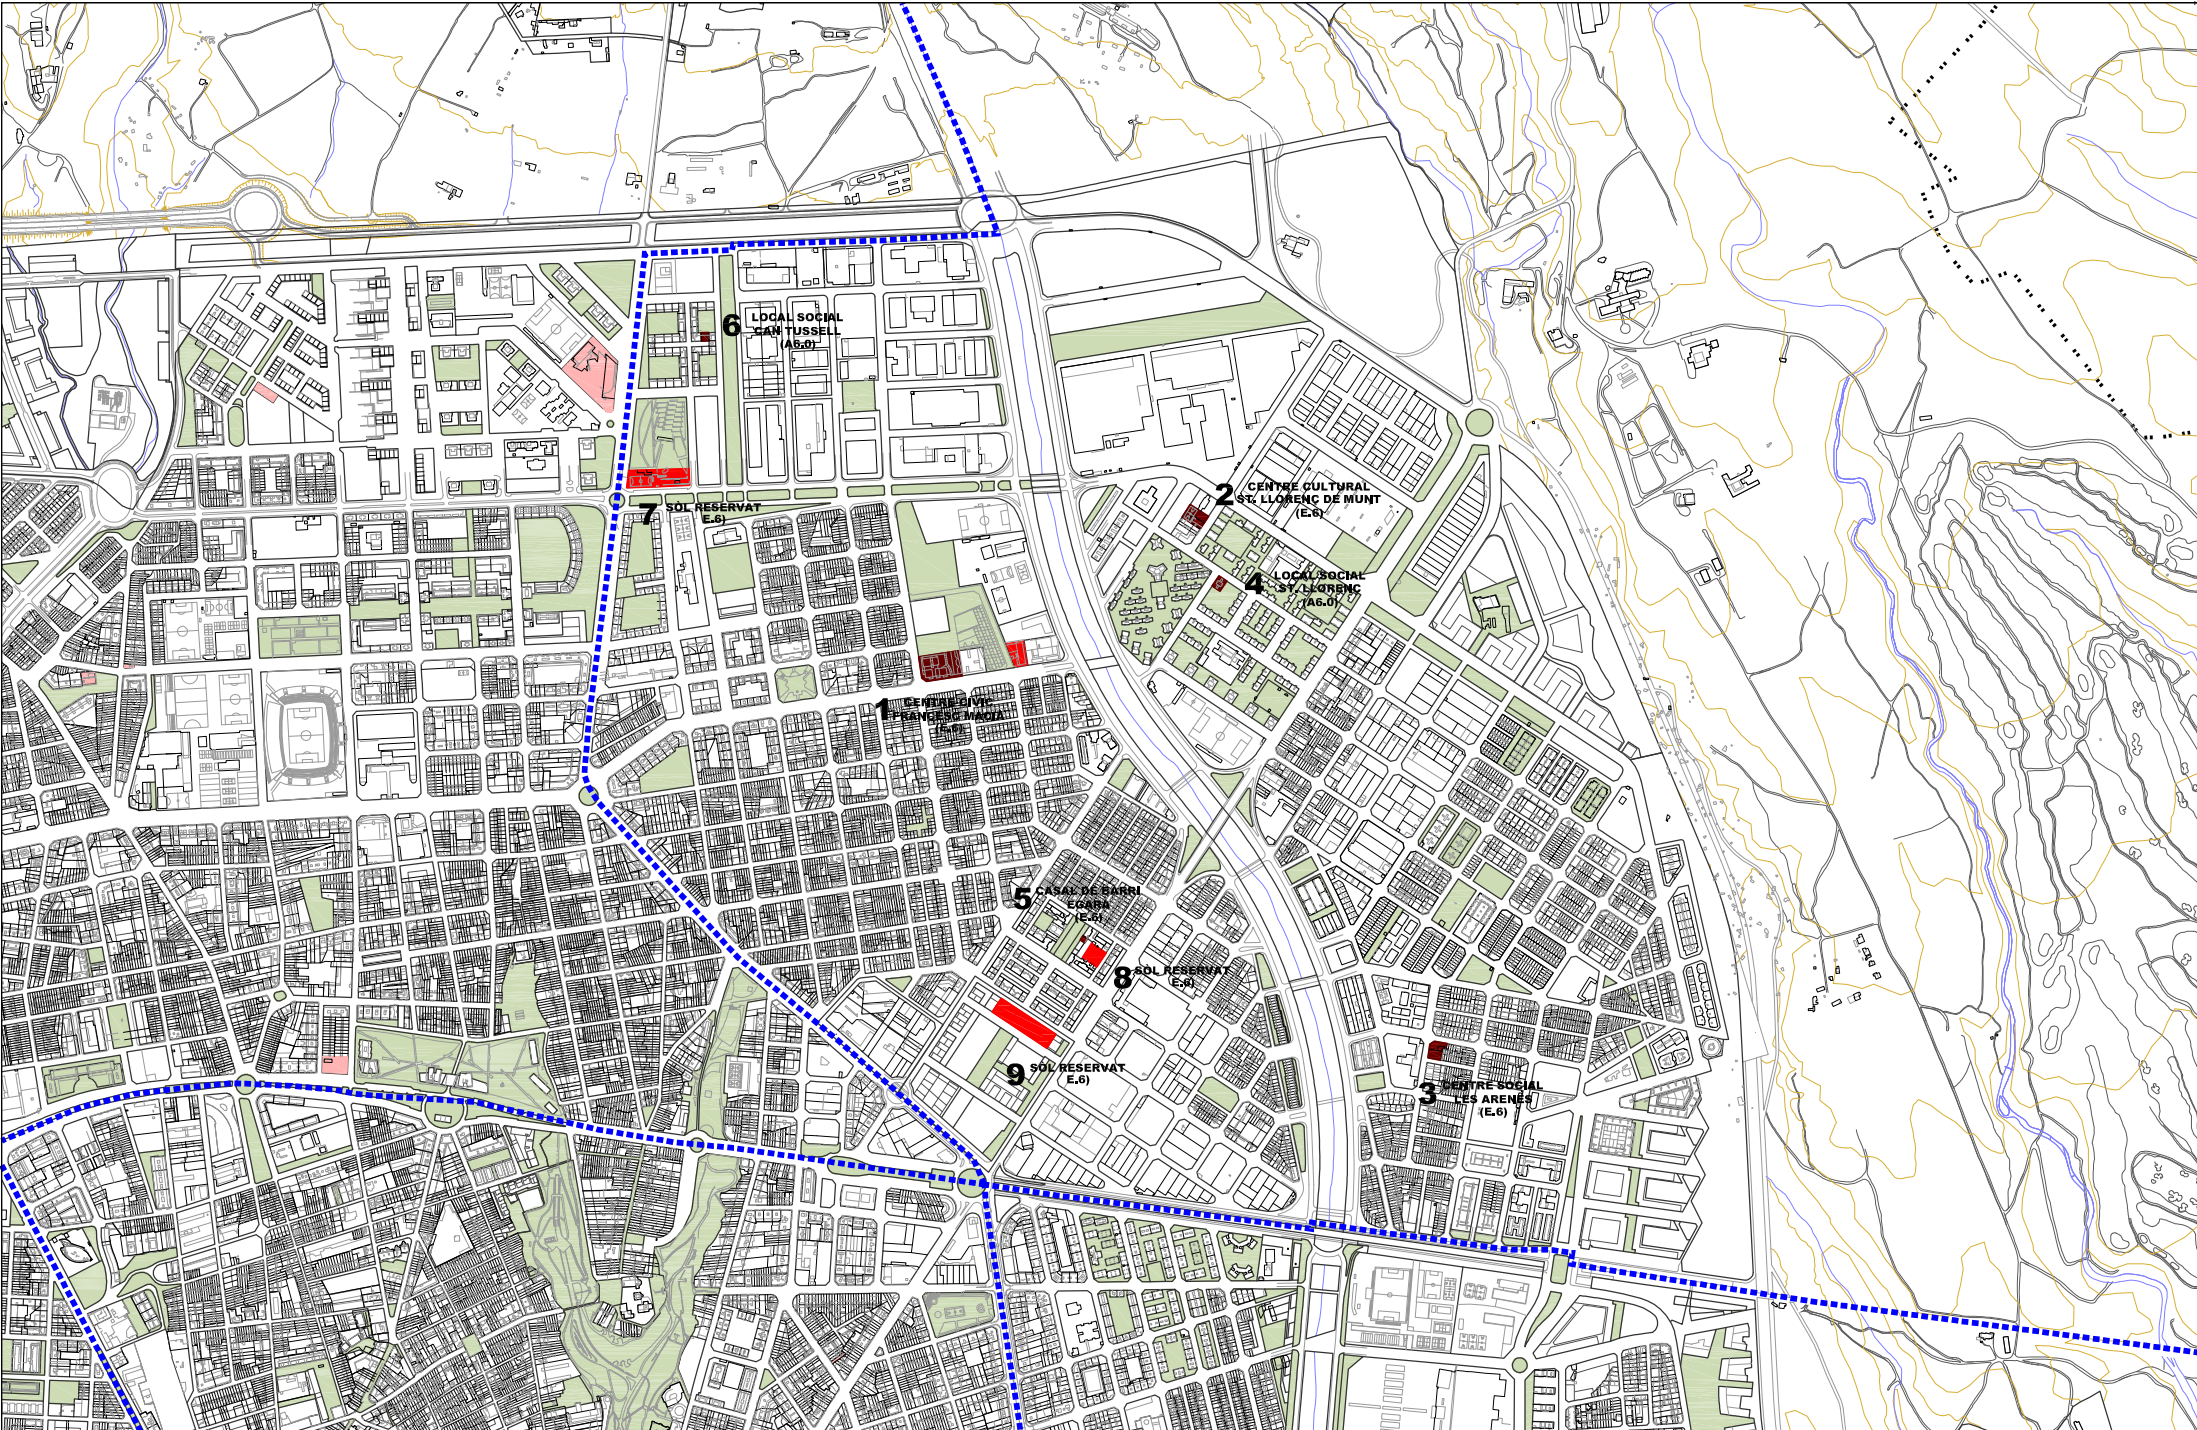 6 LOCAL SOCIAL
CAN TUSSELL
(A6.0)
2 CENTRE CULTURAL
ST. LLORENÇ DE MUNT
(E.6)
7 SÒL RESERVAT
E.6)
4 LOCAL SOCIAL
ST. LLORENÇ
(A6.0)
1 CENTRE CIVIC
FRANCESC MACIA
(E.6)
5 CASAL DE BARRI
EGARA
(E.6)
8 SÒL RESERVAT
E.6)
9 SÒL RESERVAT
E.6)
3 CENTRE SOCIAL
LES ARENES
(E.6)